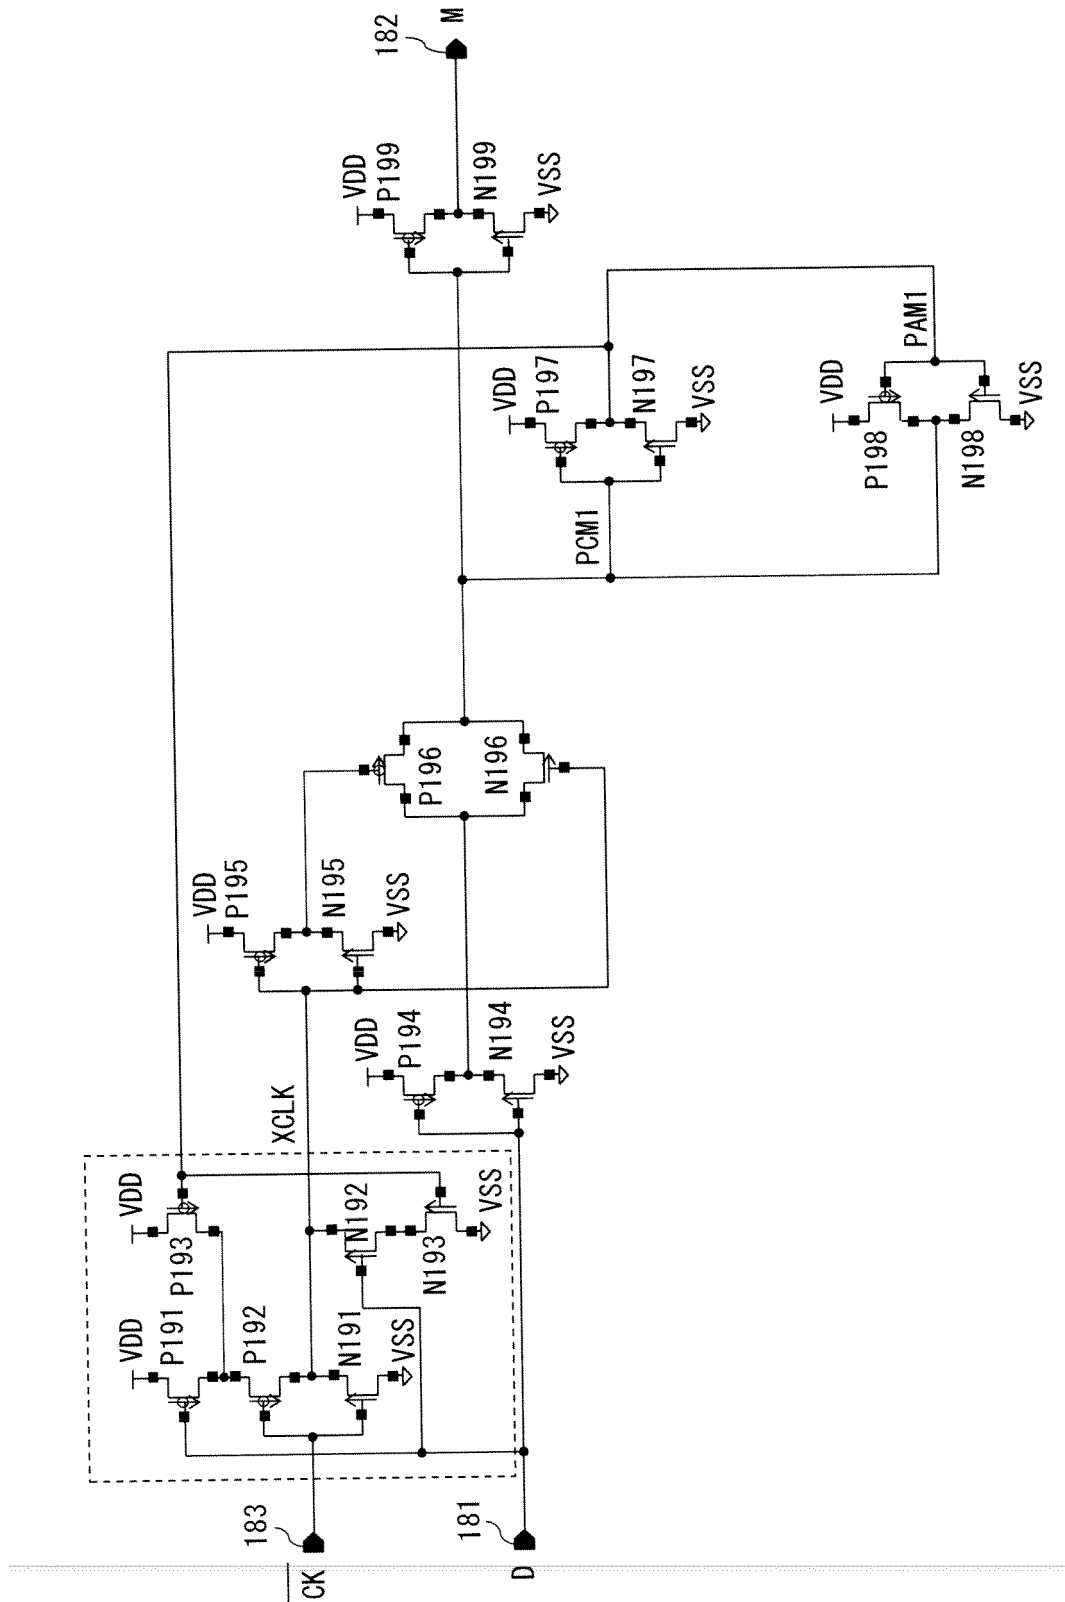 M
182
VDD
P199
N199
VSS
VDD
P197
N197
VSS
PCM1
PAM1
VDD
P198
N198
VSS
P196
N196
VDD
P195
N195
VSS
XCLK
VDD
P194
N194
VSS
VDD
P193
N192
N193
VSS
VDD
P191
P192
N191
VSS
183
CK
181
D